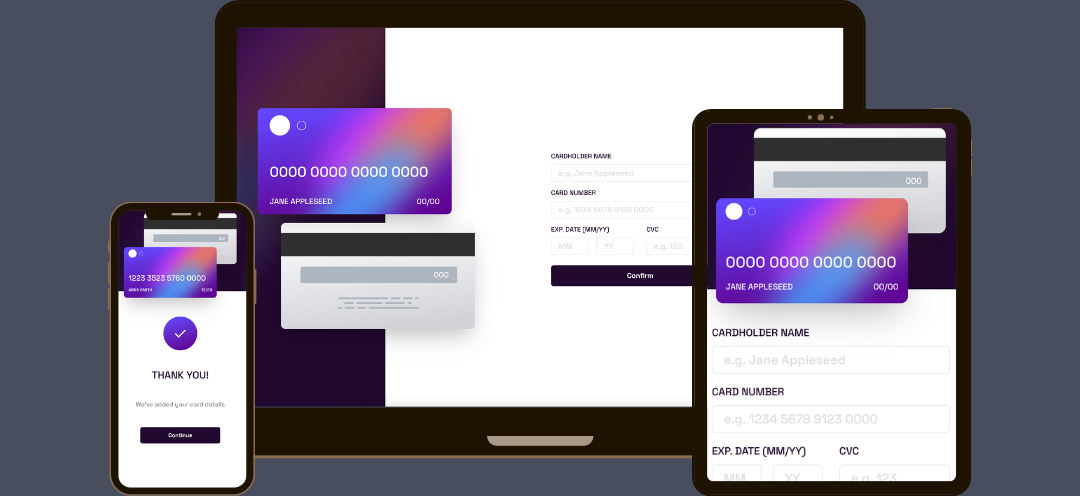 0000 0000 0000 0000
JANE APPLESEED 00/00
000
CARDHOLDER NAME
e.g. Jane Appleseed
CARD NUMBER
e.g. 1234 5678 9123 0000
EXP. DATE (MM/YY) CVC
MM YY e.g. 123
Confirm
1223 3523 5760 0000
ANNA SMITH 12/29
THANK YOU!
We've added your card details
Continue
000
0000 0000 0000 0000
JANE APPLESEED 00/00
CARDHOLDER NAME
e.g. Jane Appleseed
CARD NUMBER
e.g. 1234 5678 9123 0000
EXP. DATE (MM/YY) CVC
MM YY e.g. 123